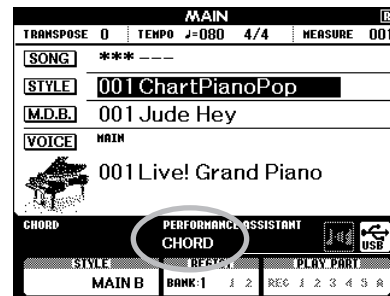 MAIN
TRANSPOSE 0 TEMPO ♩=080 4/4 MEASURE 001
SONG *** ---
STYLE 001 ChartPianoPop
M.D.B. 001 Jude Hey
VOICE MAIN
001 Live! Grand Piano
CHORD PERFORMANCE ASSISTANT
CHORD
USB
STYLE REGIST PLAY PART
MAIN B BANK:1 1 2 REC 1 2 3 4 5 A